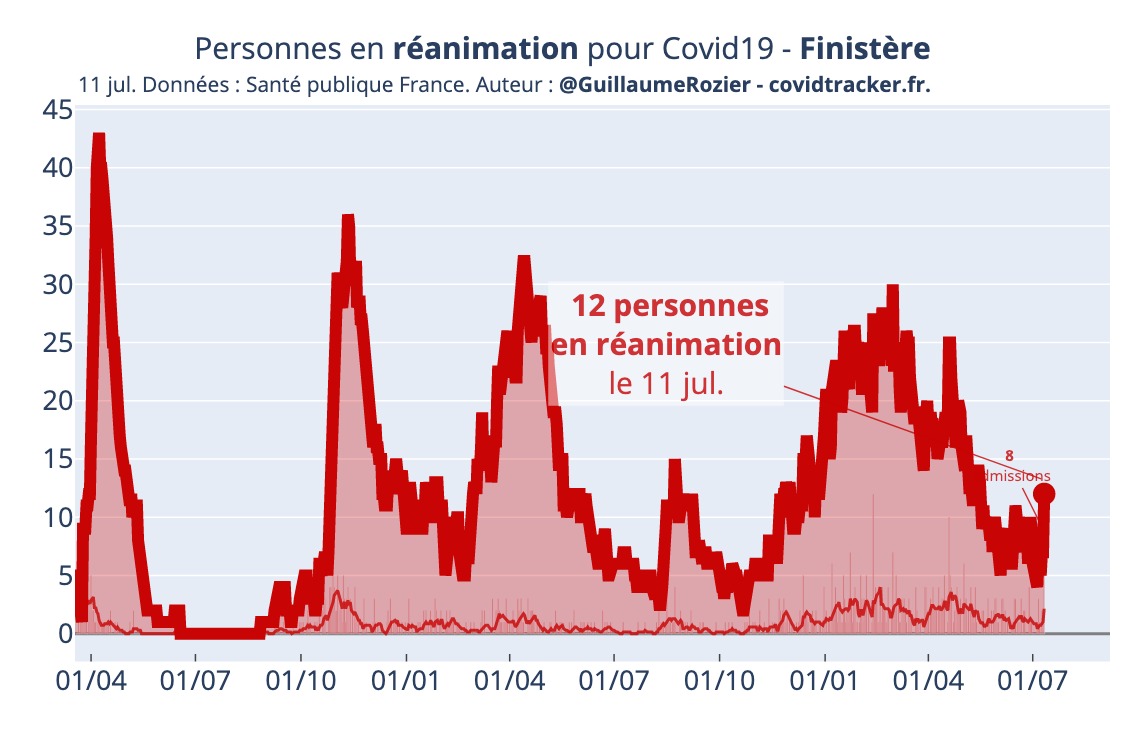 Personnes en réanimation pour Covid19 - Finistère
11 jul. Données : Santé publique France. Auteur : @GuillaumeRozier - covidtracker.fr.
45
40
35
30
25
20
15
10
5
0
12 personnes
en réanimation
le 11 jul.
8
dmissions
01/04 01/07 01/10 01/01 01/04 01/07 01/10 01/01 01/04 01/07